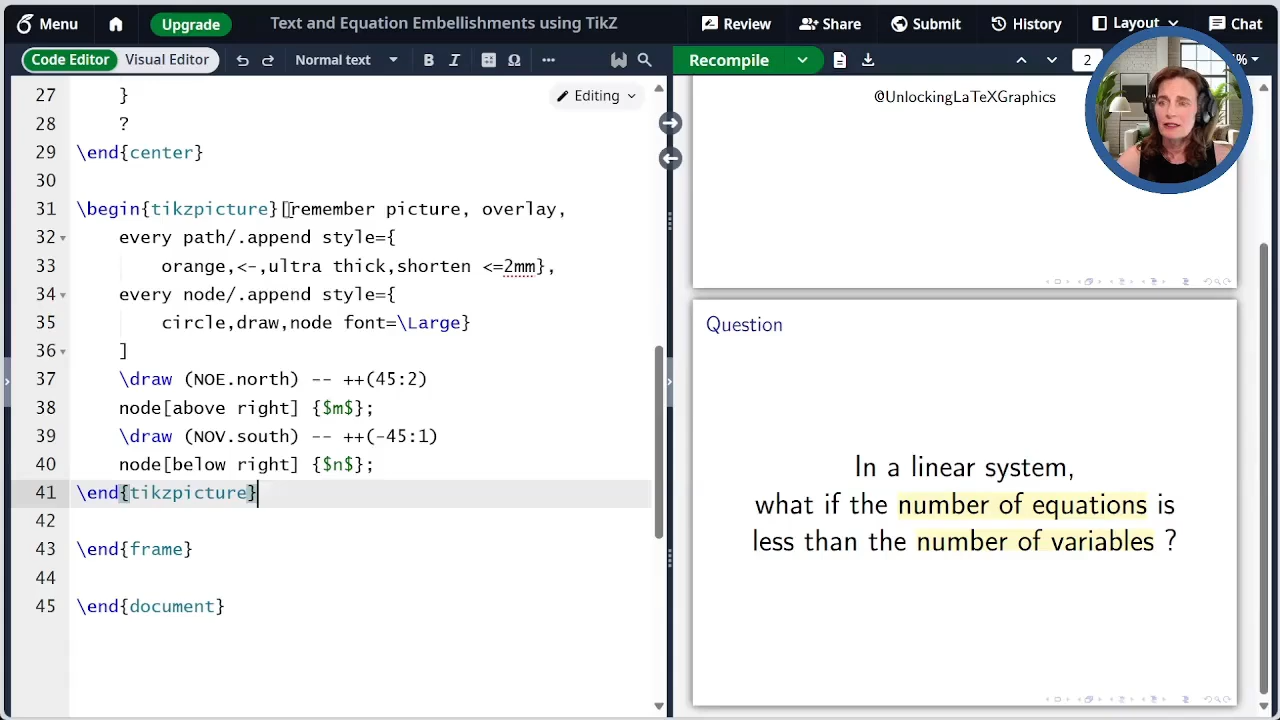 Menu Upgrade Text and Equation Embellishments using TikZ Review Share Submit History Layout Chat
Code Editor Visual Editor Normal text B I Ω Recompile 2 %
Editing
27 }
28 ?
29 \end{center}
30
31 \begin{tikzpicture}[remember picture, overlay,
32 every path/.append style={
33 orange,<-,ultra thick,shorten <=2mm},
34 every node/.append style={
35 circle,draw,node font=\Large}
36 ]
37 \draw (NOE.north) -- ++(45:2)
38 node[above right] {$m$};
39 \draw (NOV.south) -- ++(-45:1)
40 node[below right] {$n$};
41 \end{tikzpicture}
42
43 \end{frame}
44
45 \end{document}
@UnlockingLaTeXGraphics
Question
In a linear system,
what if the number of equations is
less than the number of variables ?